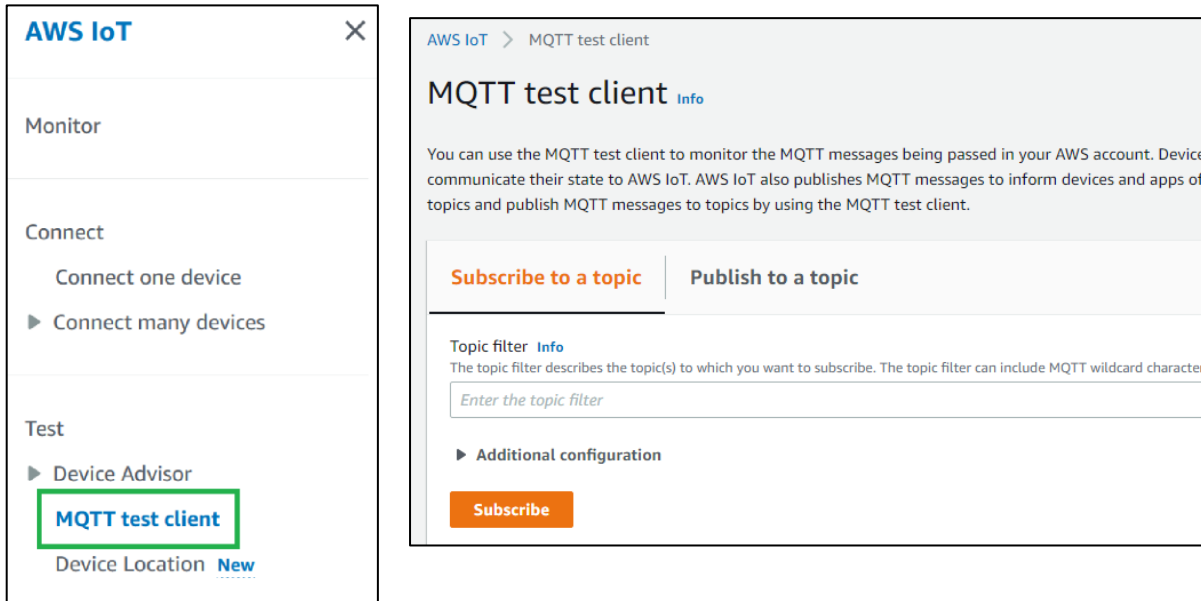 AWS IoT
Monitor
Connect
Connect one device
Connect many devices
Test
Device Advisor
MQTT test client
Device Location New
AWS IoT > MQTT test client
MQTT test client Info
You can use the MQTT test client to monitor the MQTT messages being passed in your AWS account. Device
communicate their state to AWS IoT. AWS IoT also publishes MQTT messages to inform devices and apps of
topics and publish MQTT messages to topics by using the MQTT test client.
Subscribe to a topic
Publish to a topic
Topic filter Info
The topic filter describes the topic(s) to which you want to subscribe. The topic filter can include MQTT wildcard character
Enter the topic filter
Additional configuration
Subscribe